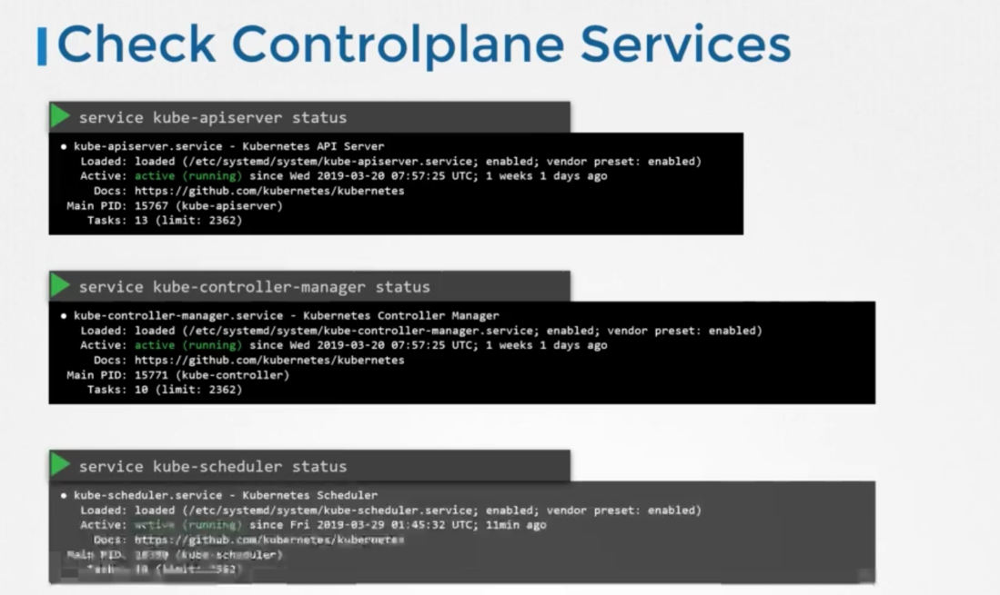 Check Controlplane Services
service kube-apiserver status
● kube-apiserver.service - Kubernetes API Server
Loaded: loaded (/etc/systemd/system/kube-apiserver.service; enabled; vendor preset: enabled)
Active: active (running) since Wed 2019-03-20 07:57:25 UTC; 1 weeks 1 days ago
Docs: https://github.com/kubernetes/kubernetes
Main PID: 15767 (kube-apiserver)
Tasks: 13 (limit: 2362)
service kube-controller-manager status
● kube-controller-manager.service - Kubernetes Controller Manager
Loaded: loaded (/etc/systemd/system/kube-controller-manager.service; enabled; vendor preset: enabled)
Active: active (running) since Wed 2019-03-20 07:57:25 UTC; 1 weeks 1 days ago
Docs: https://github.com/kubernetes/kubernetes
Main PID: 15771 (kube-controller)
Tasks: 10 (limit: 2362)
service kube-scheduler status
● kube-scheduler.service - Kubernetes Scheduler
Loaded: loaded (/etc/systemd/system/kube-scheduler.service; enabled; vendor preset: enabled)
Active: active (running) since Fri 2019-03-29 01:45:32 UTC; 11min ago
Docs: https://github.com/kubernetes/kubernetes
Main PID: (kube-scheduler)
(limit: